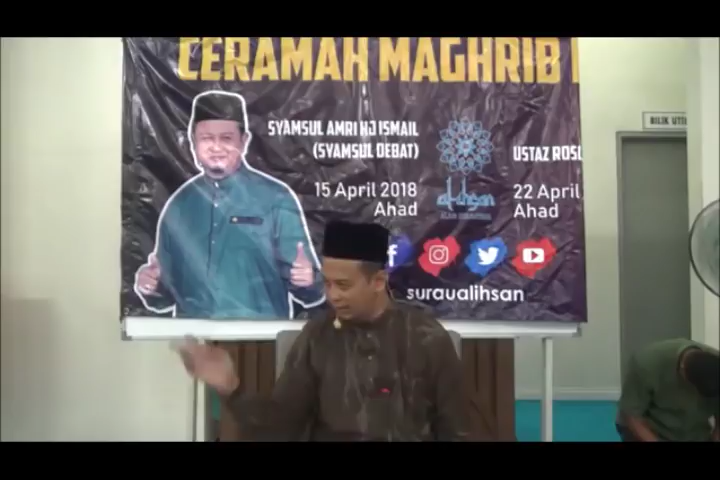 CERAMAH MAGHRIB
BILIK UTI
SYAMSUL AMRI HJ ISMAIL
(SYAMSUL DEBAT)
15 April 2018
Ahad
al-ihsan
USTAZ ROSL
22 April
Ahad
suraualihsan